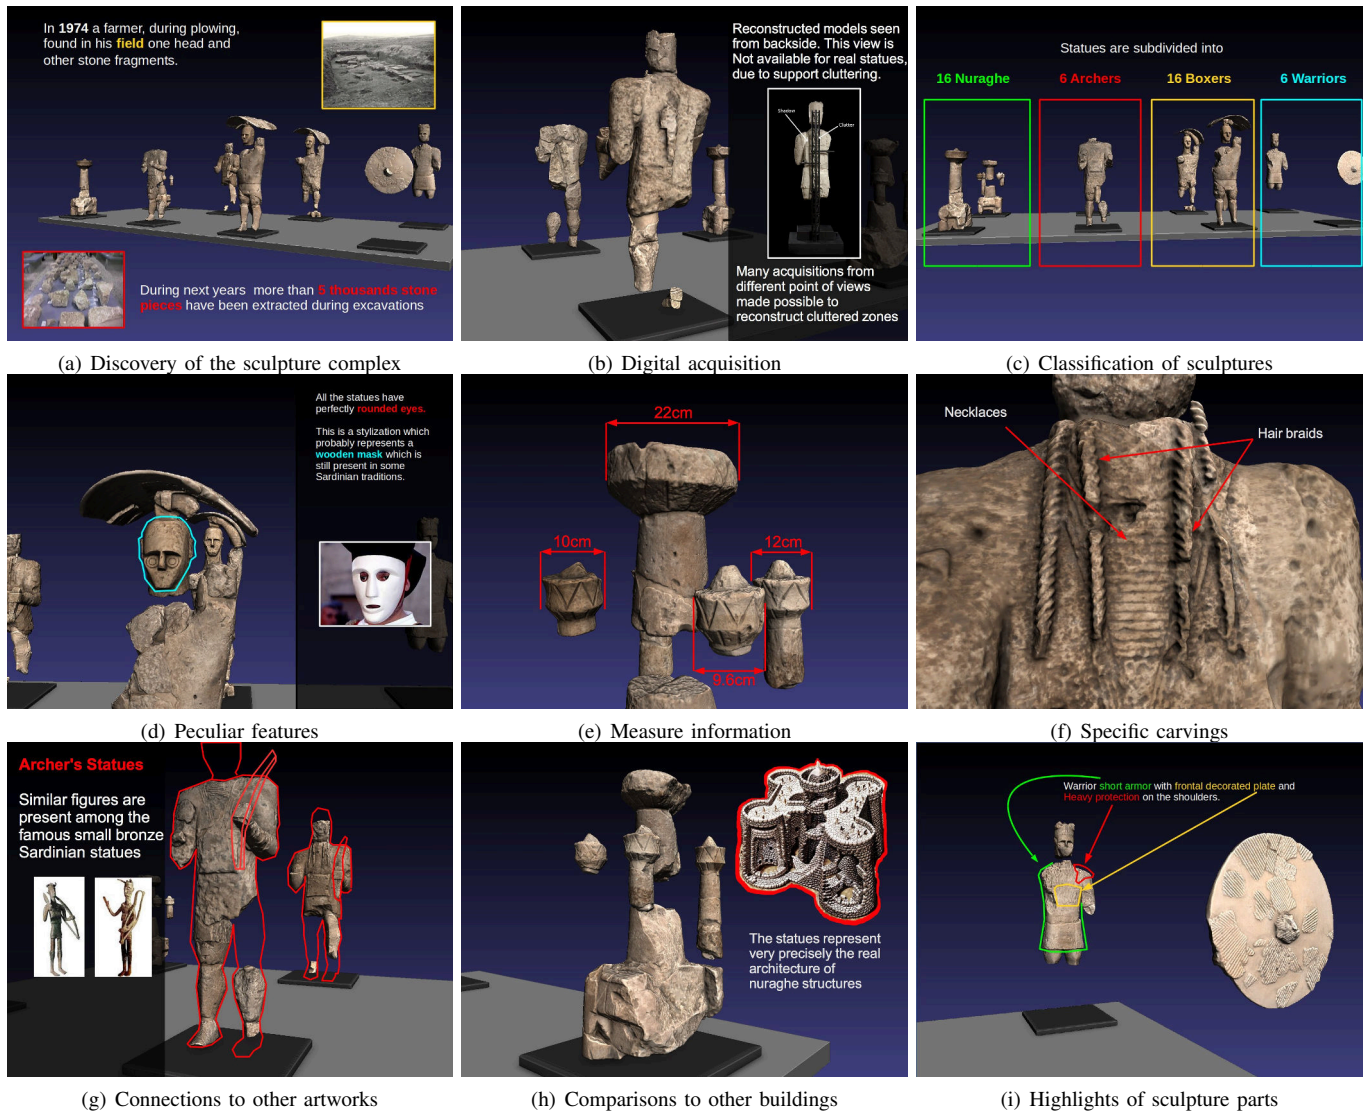 In 1974 a farmer, during plowing,
found in his field one head and
other stone fragments.
During next years more than 5 thousands stone
pieces have been extracted during excavations
(a) Discovery of the sculpture complex
Reconstructed models seen
from backside. This view is
Not available for real statues,
due to support cluttering.
Shadow
Clutter
Many acquisitions from
different point of views
made possible to
reconstruct cluttered zones
(b) Digital acquisition
Statues are subdivided into
16 Nuraghe
6 Archers
16 Boxers
6 Warriors
(c) Classification of sculptures
All the statues have
perfectly rounded eyes.
This is a stylization which
probably represents a
wooden mask which is
still present in some
Sardinian traditions.
(d) Peculiar features
22cm
10cm
12cm
9.6cm
(e) Measure information
Necklaces
Hair braids
(f) Specific carvings
Archer's Statues
Similar figures are
present among the
famous small bronze
Sardinian statues
(g) Connections to other artworks
The statues represent
very precisely the real
architecture of
nuraghe structures
(h) Comparisons to other buildings
Warrior short armor with frontal decorated plate and
Heavy protection on the shoulders.
(i) Highlights of sculpture parts